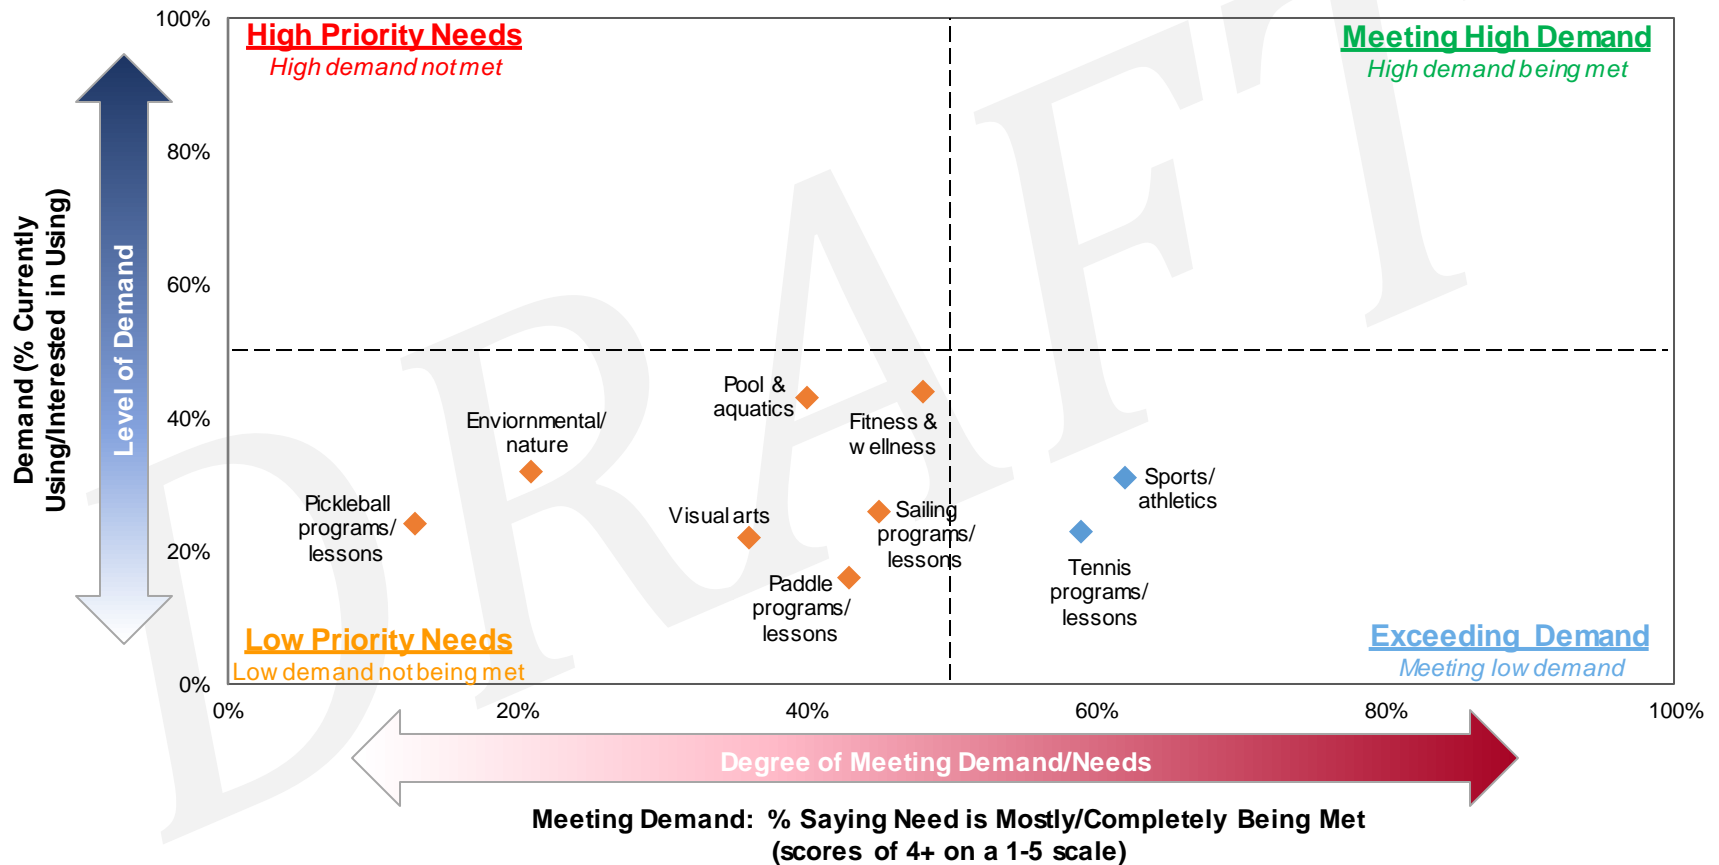 100%
High Priority Needs
High demand not met
Meeting High Demand
High demand being met
80%
60%
40%
20%
0%
Demand (% Currently
Using/Interested in Using)
Level of Demand
Pool &
aquatics
Fitness &
wellness
Enviornmental/
nature
Sports/
athletics
Pickleball
programs/
lessons
Visual arts
Sailing
programs/
lessons
Tennis
programs/
lessons
Paddle
programs/
lessons
Low Priority Needs
Low demand not being met
Exceeding Demand
Meeting low demand
0%
20%
40%
60%
80%
100%
Degree of Meeting Demand/Needs
Meeting Demand: % Saying Need is Mostly/Completely Being Met
(scores of 4+ on a 1-5 scale)
DRAFT